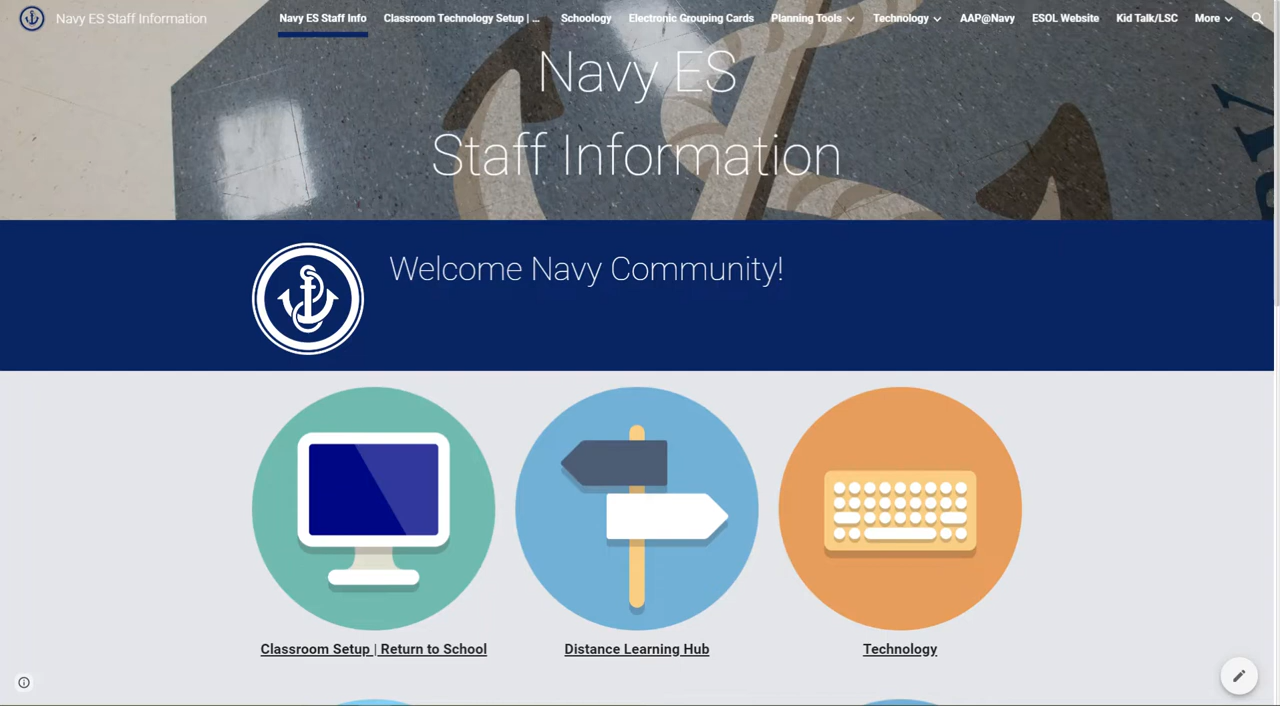 Navy ES Staff Information
Navy ES Staff Info
Classroom Technology Setup | ...
Schoology
Electronic Grouping Cards
Planning Tools
Technology
AAP@Navy
ESOL Website
Kid Talk/LSC
More
Navy ES
Staff Information
Welcome Navy Community!
Classroom Setup | Return to School
Distance Learning Hub
Technology